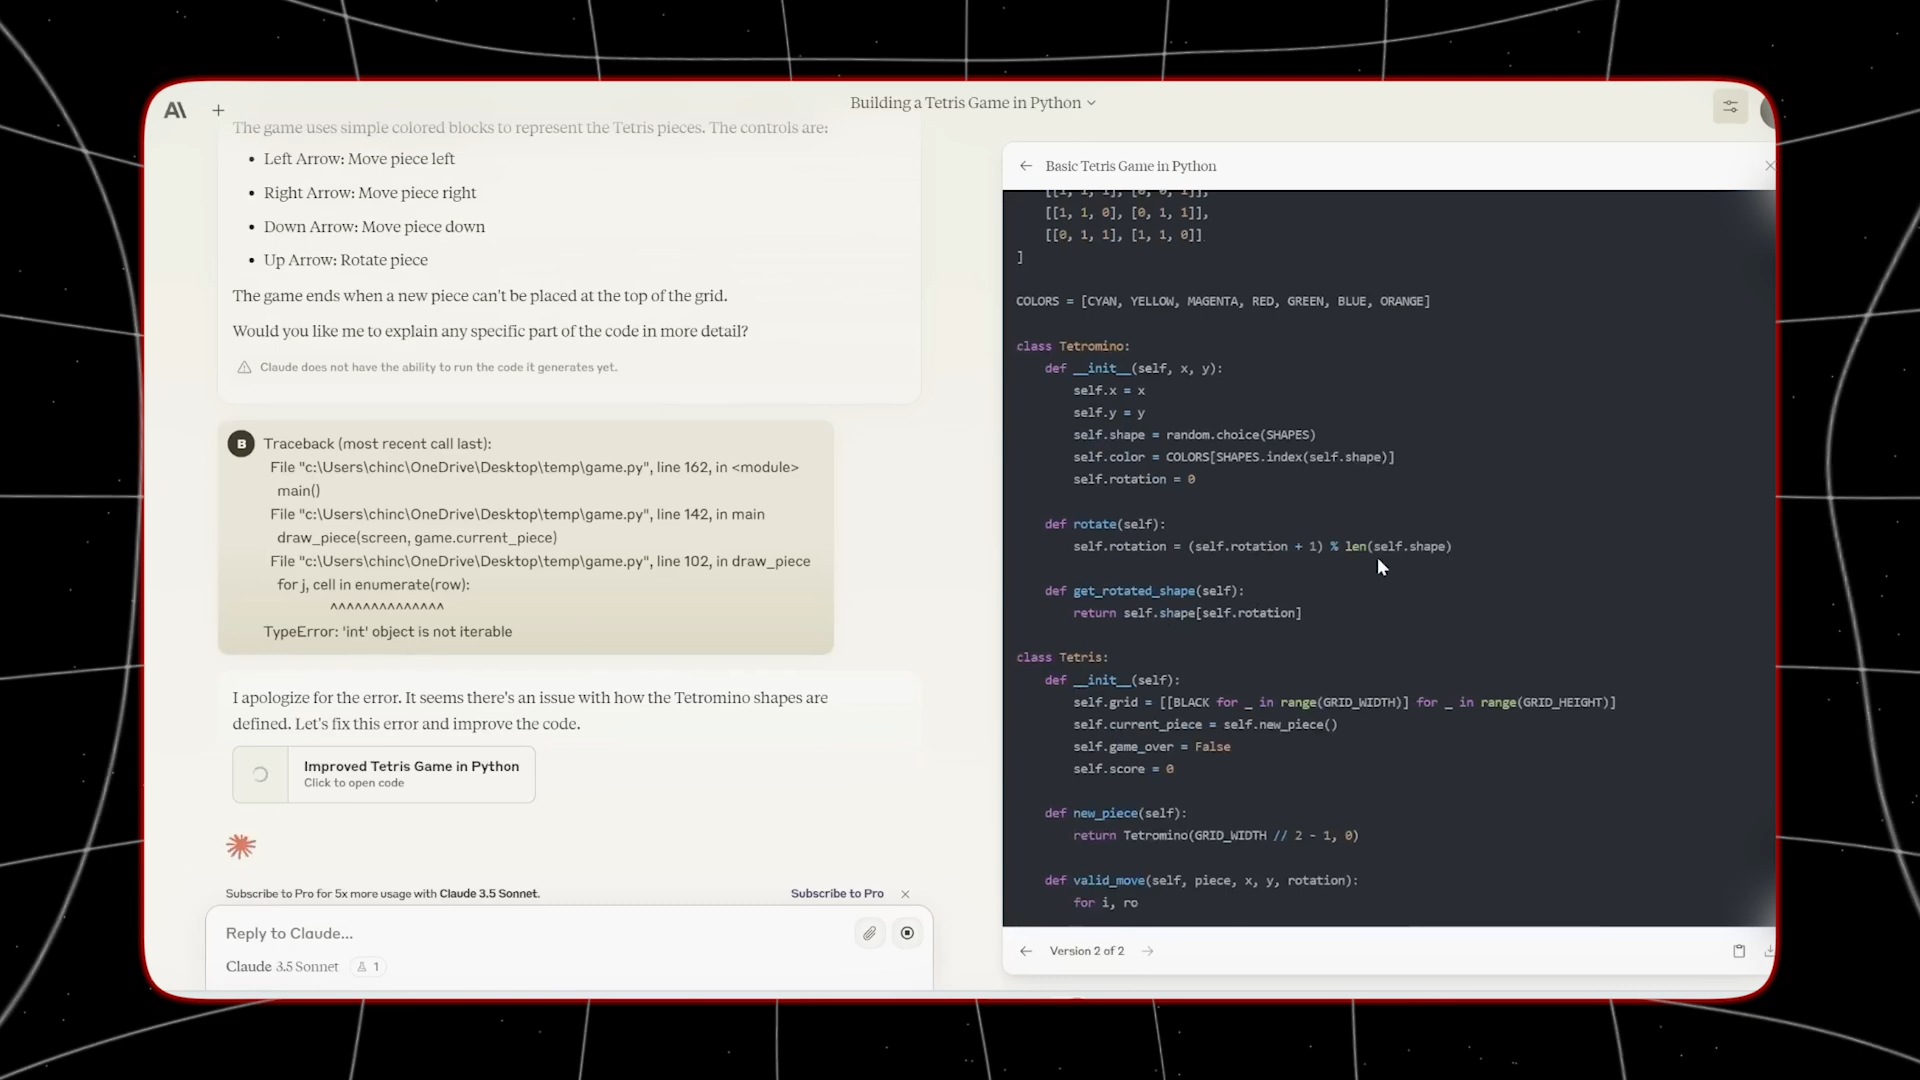 Building a Tetris Game in Python
The game uses simple colored blocks to represent the Tetris pieces. The controls are:
• Left Arrow: Move piece left
• Right Arrow: Move piece right
• Down Arrow: Move piece down
• Up Arrow: Rotate piece
The game ends when a new piece can't be placed at the top of the grid.
Would you like me to explain any specific part of the code in more detail?
Claude does not have the ability to run the code it generates yet.
B
Traceback (most recent call last):
File "c:\Users\chinc\OneDrive\Desktop\temp\game.py", line 162, in <module>
main()
File "c:\Users\chinc\OneDrive\Desktop\temp\game.py", line 142, in main
draw_piece(screen, game.current_piece)
File "c:\Users\chinc\OneDrive\Desktop\temp\game.py", line 102, in draw_piece
for j, cell in enumerate(row):
^^^^^^^^^^^^^^
TypeError: 'int' object is not iterable
I apologize for the error. It seems there's an issue with how the Tetromino shapes are
defined. Let's fix this error and improve the code.
Improved Tetris Game in Python
Click to open code
Subscribe to Pro for 5x more usage with Claude 3.5 Sonnet.
Subscribe to Pro
Reply to Claude...
Claude 3.5 Sonnet
1
Basic Tetris Game in Python
[[1, 1, 0], [0, 1, 1]],
[[0, 1, 1], [1, 1, 0]]
]
COLORS = [CYAN, YELLOW, MAGENTA, RED, GREEN, BLUE, ORANGE]
class Tetromino:
def __init__(self, x, y):
self.x = x
self.y = y
self.shape = random.choice(SHAPES)
self.color = COLORS[SHAPES.index(self.shape)]
self.rotation = 0
def rotate(self):
self.rotation = (self.rotation + 1) % len(self.shape)
def get_rotated_shape(self):
return self.shape[self.rotation]
class Tetris:
def __init__(self):
self.grid = [[BLACK for _ in range(GRID_WIDTH)] for _ in range(GRID_HEIGHT)]
self.current_piece = self.new_piece()
self.game_over = False
self.score = 0
def new_piece(self):
return Tetromino(GRID_WIDTH // 2 - 1, 0)
def valid_move(self, piece, x, y, rotation):
for i, ro
Version 2 of 2